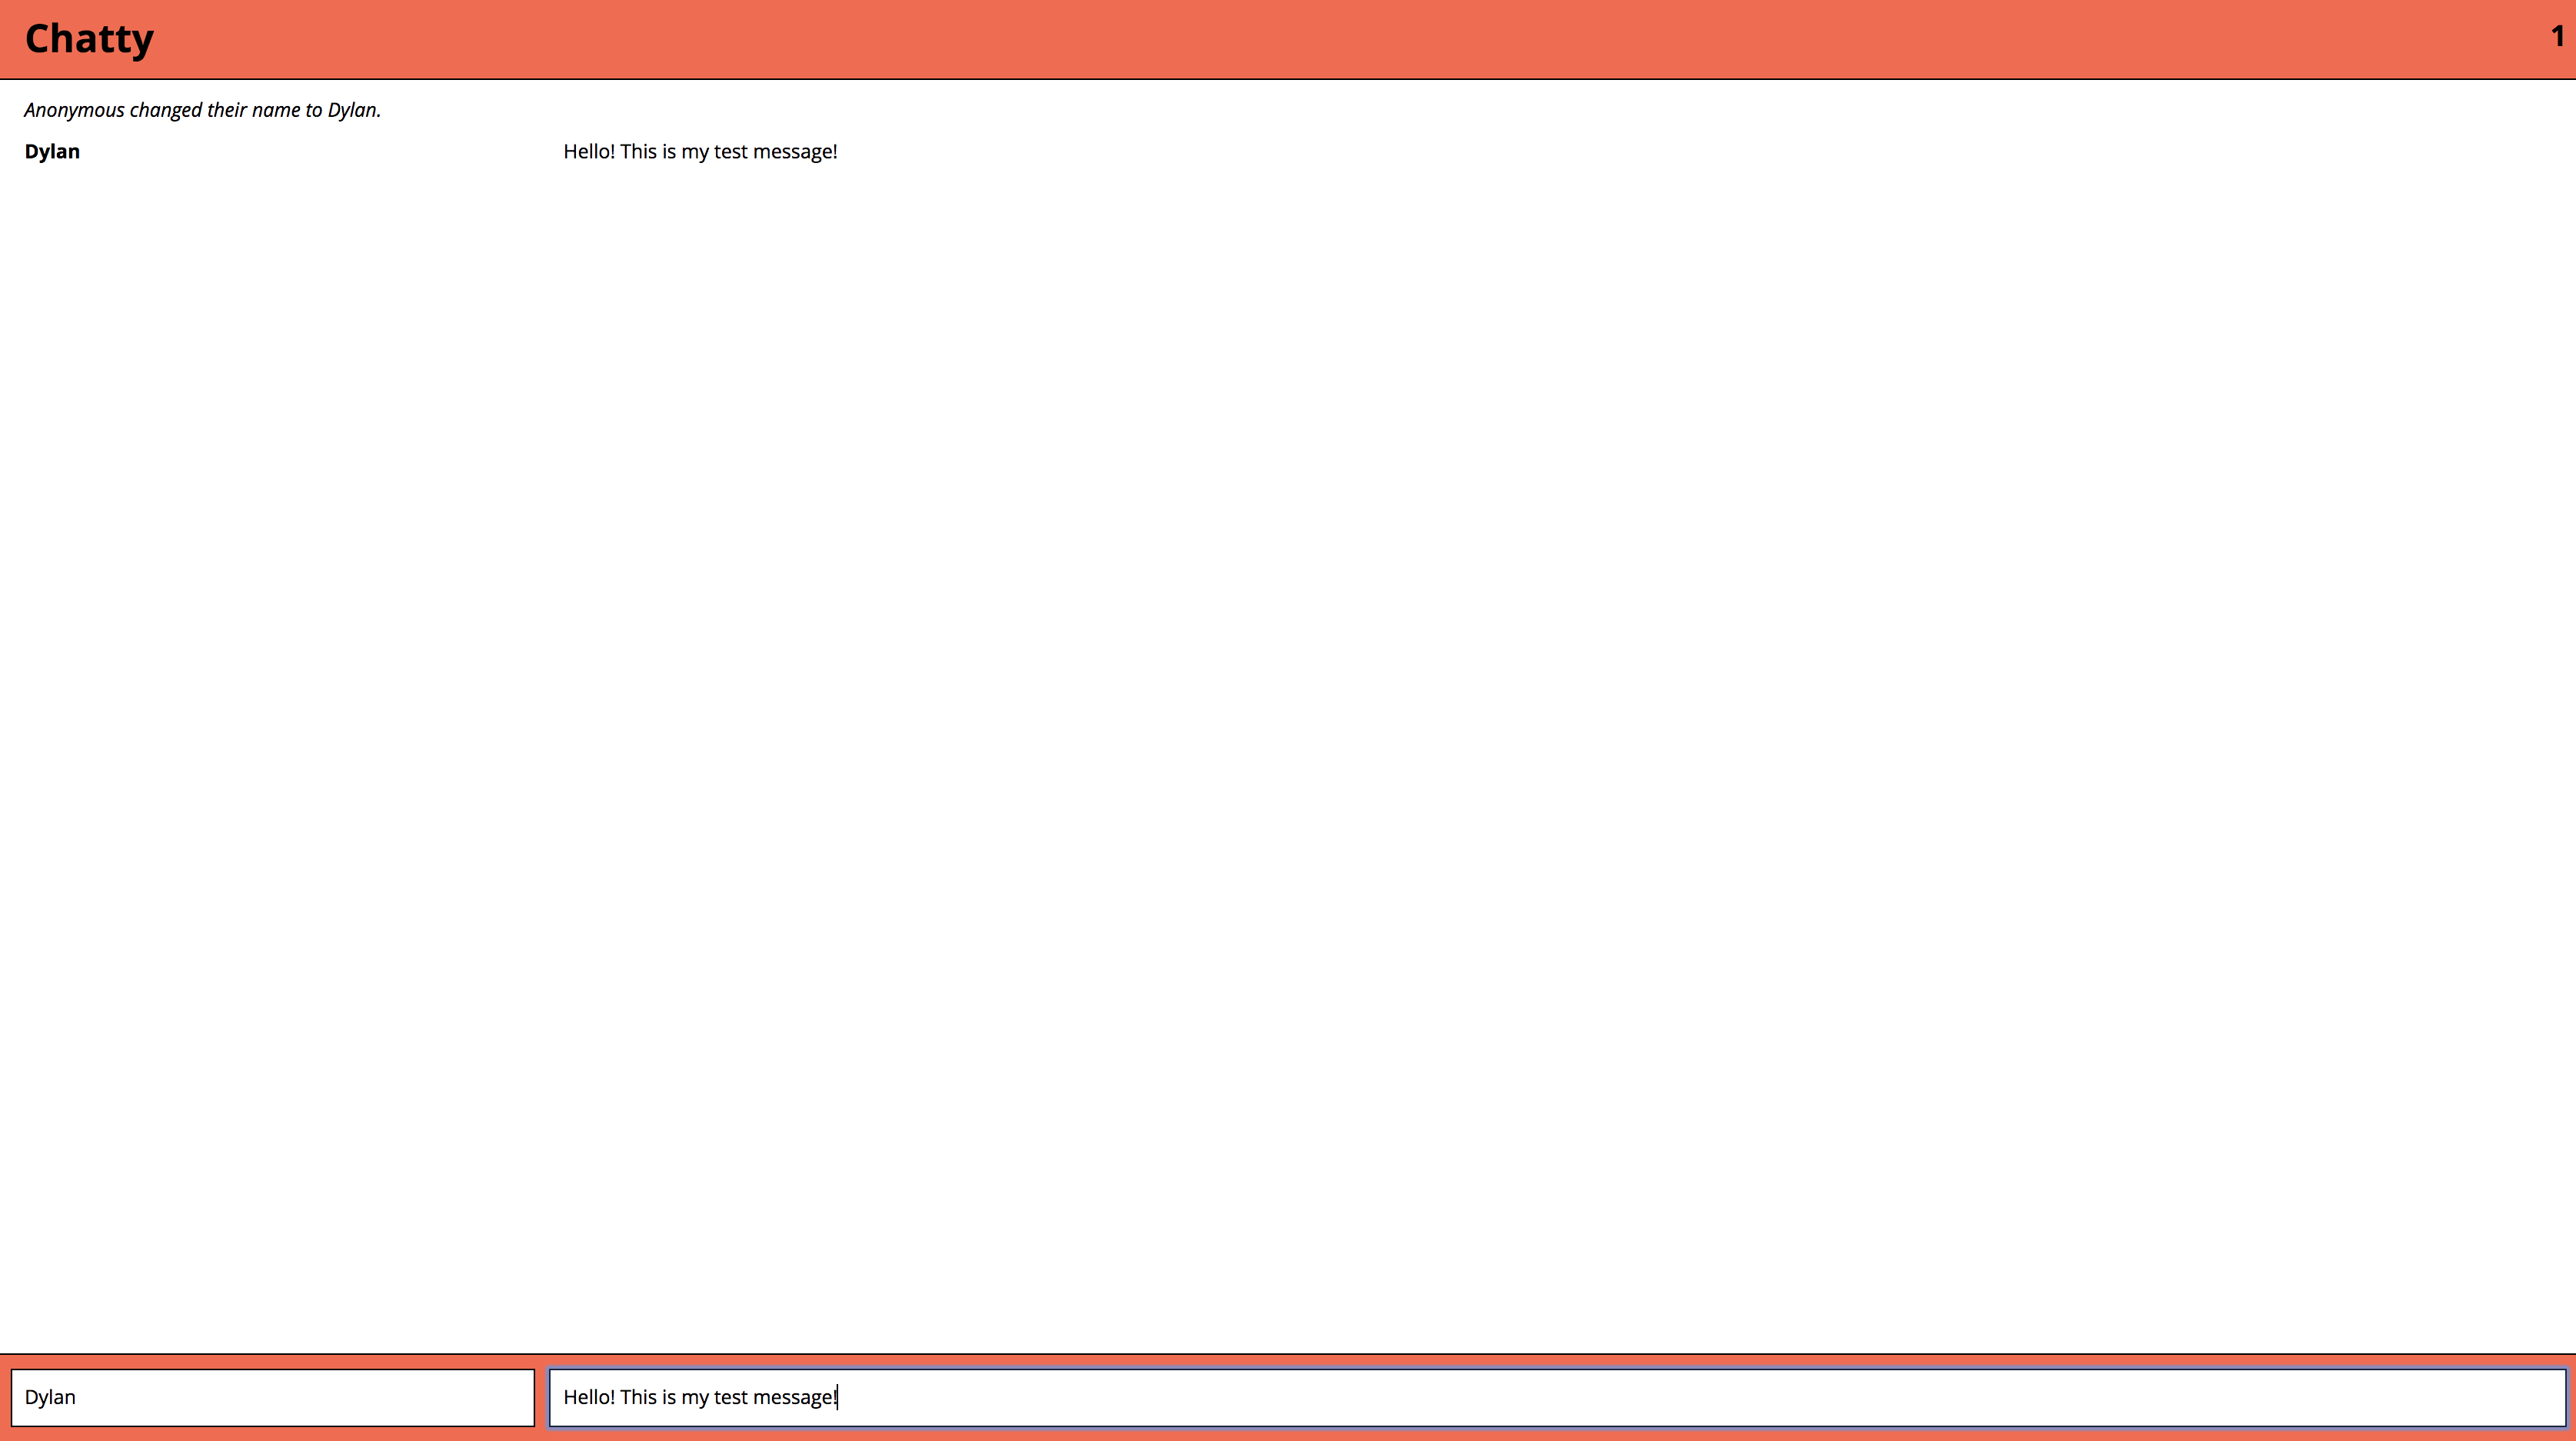 Chatty 1
Anonymous changed their name to Dylan.
Dylan Hello! This is my test message!
Dylan Hello! This is my test message!